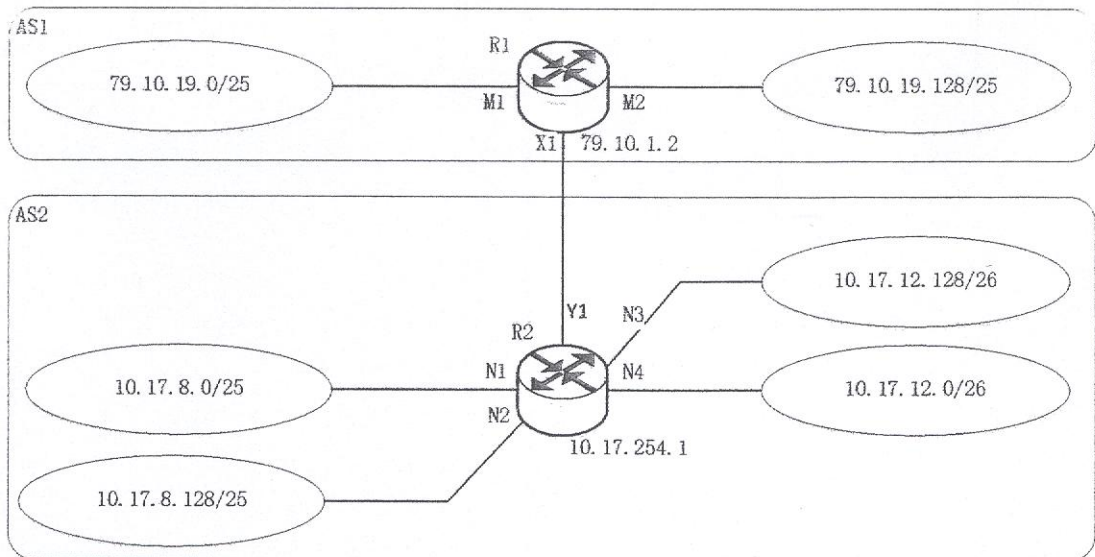 AS1
R1
79.10.19.0/25
79.10.19.128/25
M1
M2
X1
79.10.1.2
AS2
10.17.12.128/26
Y1
N3
R2
N1
N4
10.17.8.0/25
10.17.12.0/26
N2
10.17.254.1
10.17.8.128/25